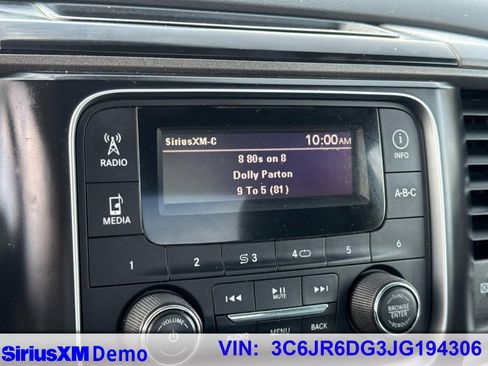 SiriusXM-C 10:00AM
8 80s on 8
Dolly Parton
9 To 5 (81)
RADIO
INFO
MEDIA
A-B-C
1 2 3 4 5 6
MUTE
TUNE
BROWSE
ENTER
MENU
BACK
SiriusXM Demo
VIN: 3C6JR6DG3JG194306